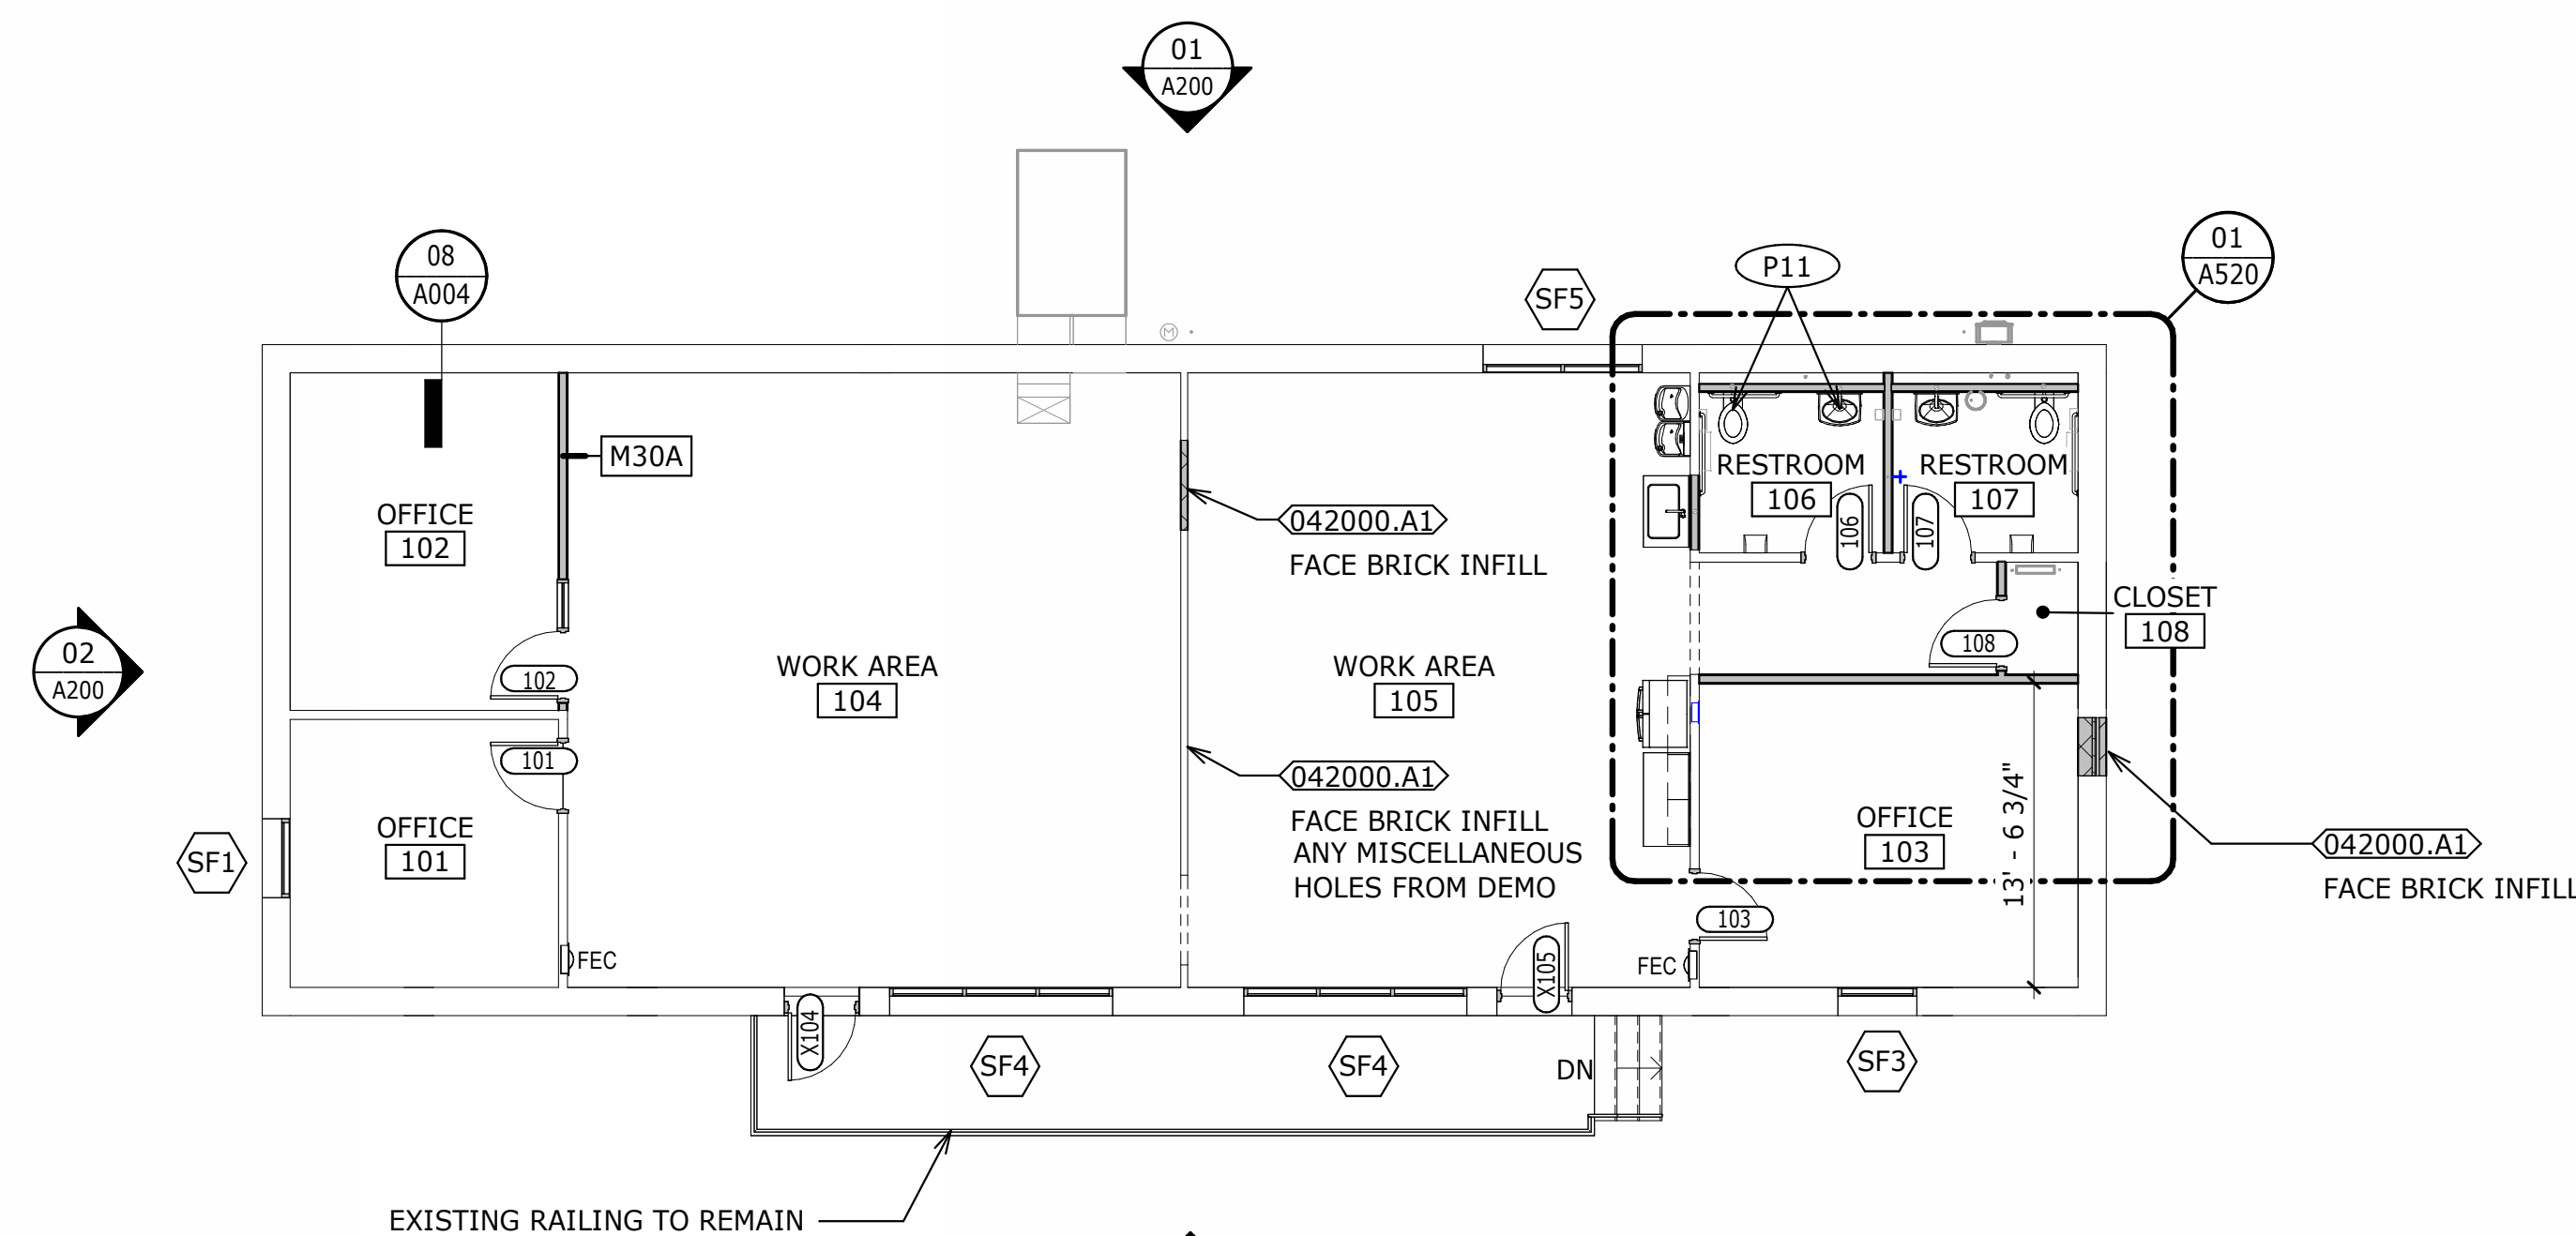 01
A200
08
A004
01
A520
P11
SF5
M30A
RESTROOM
106
RESTROOM
107
OFFICE
102
042000.A1
FACE BRICK INFILL
106
107
CLOSET
108
108
02
A200
102
WORK AREA
104
WORK AREA
105
101
042000.A1
FACE BRICK INFILL
ANY MISCELLANEOUS
HOLES FROM DEMO
OFFICE
101
SF1
OFFICE
103
13' - 6 3/4"
042000.A1
FACE BRICK INFILL
103
FEC
FEC
X104
X105
SF4
SF4
DN
SF3
EXISTING RAILING TO REMAIN
M